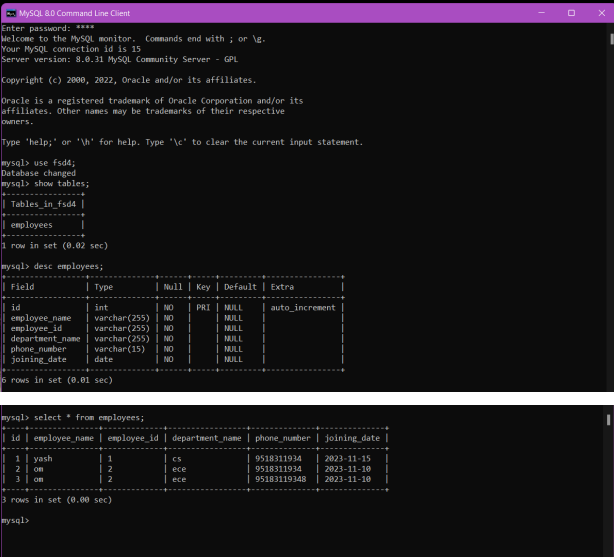 MySQL 8.0 Command Line Client
Enter password: ****
Welcome to the MySQL monitor.  Commands end with ; or \g.
Your MySQL connection id is 15
Server version: 8.0.31 MySQL Community Server - GPL
Copyright (c) 2000, 2022, Oracle and/or its affiliates.
Oracle is a registered trademark of Oracle Corporation and/or its
affiliates. Other names may be trademarks of their respective
owners.
Type 'help;' or '\h' for help. Type '\c' to clear the current input statement.
mysql> use fsd4;
Database changed
mysql> show tables;
+----------------+
| Tables_in_fsd4 |
+----------------+
| employees      |
+----------------+
1 row in set (0.02 sec)
mysql> desc employees;
+-----------------+--------------+------+-----+---------+----------------+
| Field           | Type         | Null | Key | Default | Extra          |
+-----------------+--------------+------+-----+---------+----------------+
| id              | int          | NO   | PRI | NULL    | auto_increment |
| employee_name   | varchar(255) | NO   |     | NULL    |                |
| employee_id     | varchar(255) | NO   |     | NULL    |                |
| department_name | varchar(255) | NO   |     | NULL    |                |
| phone_number    | varchar(15)  | NO   |     | NULL    |                |
| joining_date    | date         | NO   |     | NULL    |                |
+-----------------+--------------+------+-----+---------+----------------+
6 rows in set (0.01 sec)
mysql> select * from employees;
+----+---------------+-------------+-----------------+--------------+--------------+
| id | employee_name | employee_id | department_name | phone_number | joining_date |
+----+---------------+-------------+-----------------+--------------+--------------+
|  1 | yash          | 1           | cs              | 9518311934   | 2023-11-15   |
|  2 | om            | 2           | ece             | 9518311934   | 2023-11-10   |
|  3 | om            | 2           | ece             | 95183119348  | 2023-11-10   |
+----+---------------+-------------+-----------------+--------------+--------------+
3 rows in set (0.00 sec)
mysql>